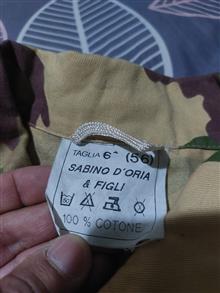 TAGLIA 6^ (56)
SABINO D'ORIA
& FIGLI
100 % COTONE